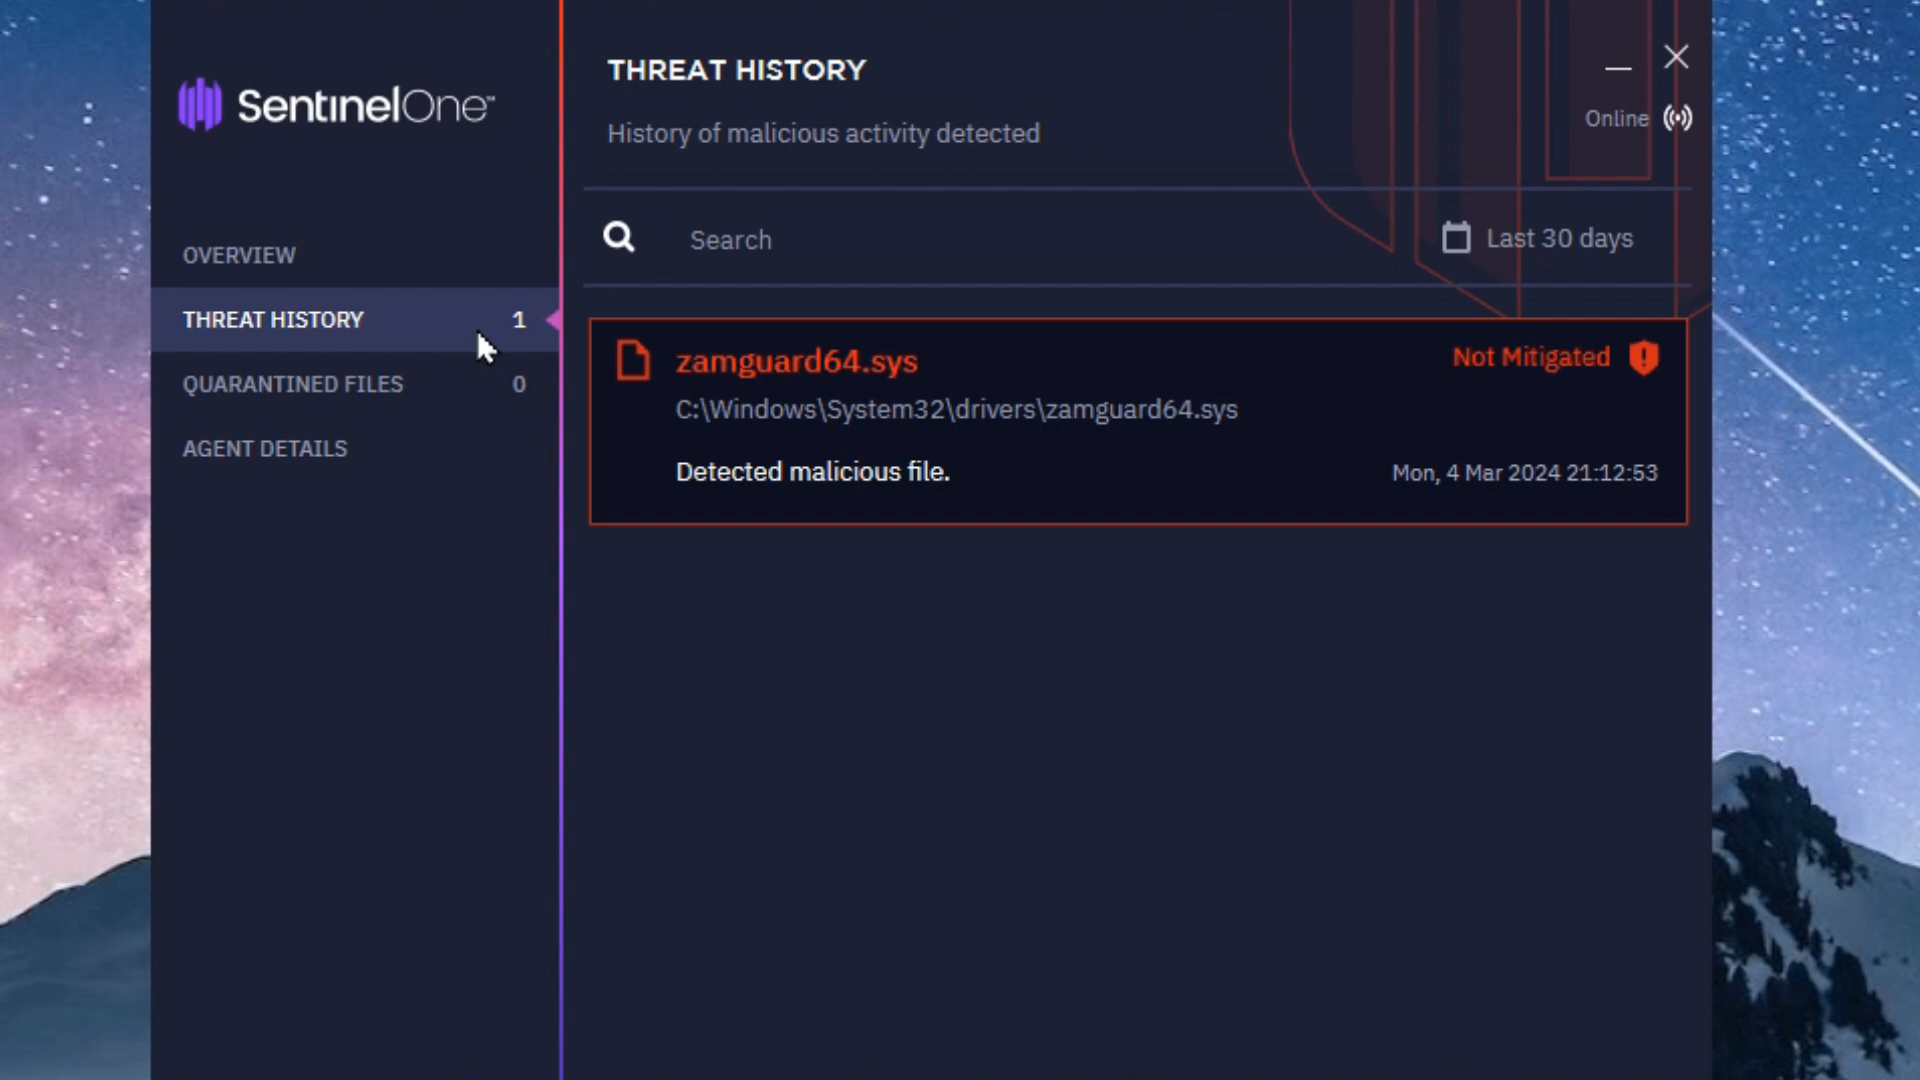 SentinelOne™
OVERVIEW
THREAT HISTORY 1
QUARANTINED FILES 0
AGENT DETAILS
THREAT HISTORY
History of malicious activity detected
Online
Search
Last 30 days
zamguard64.sys
Not Mitigated
C:\Windows\System32\drivers\zamguard64.sys
Detected malicious file.
Mon, 4 Mar 2024 21:12:53